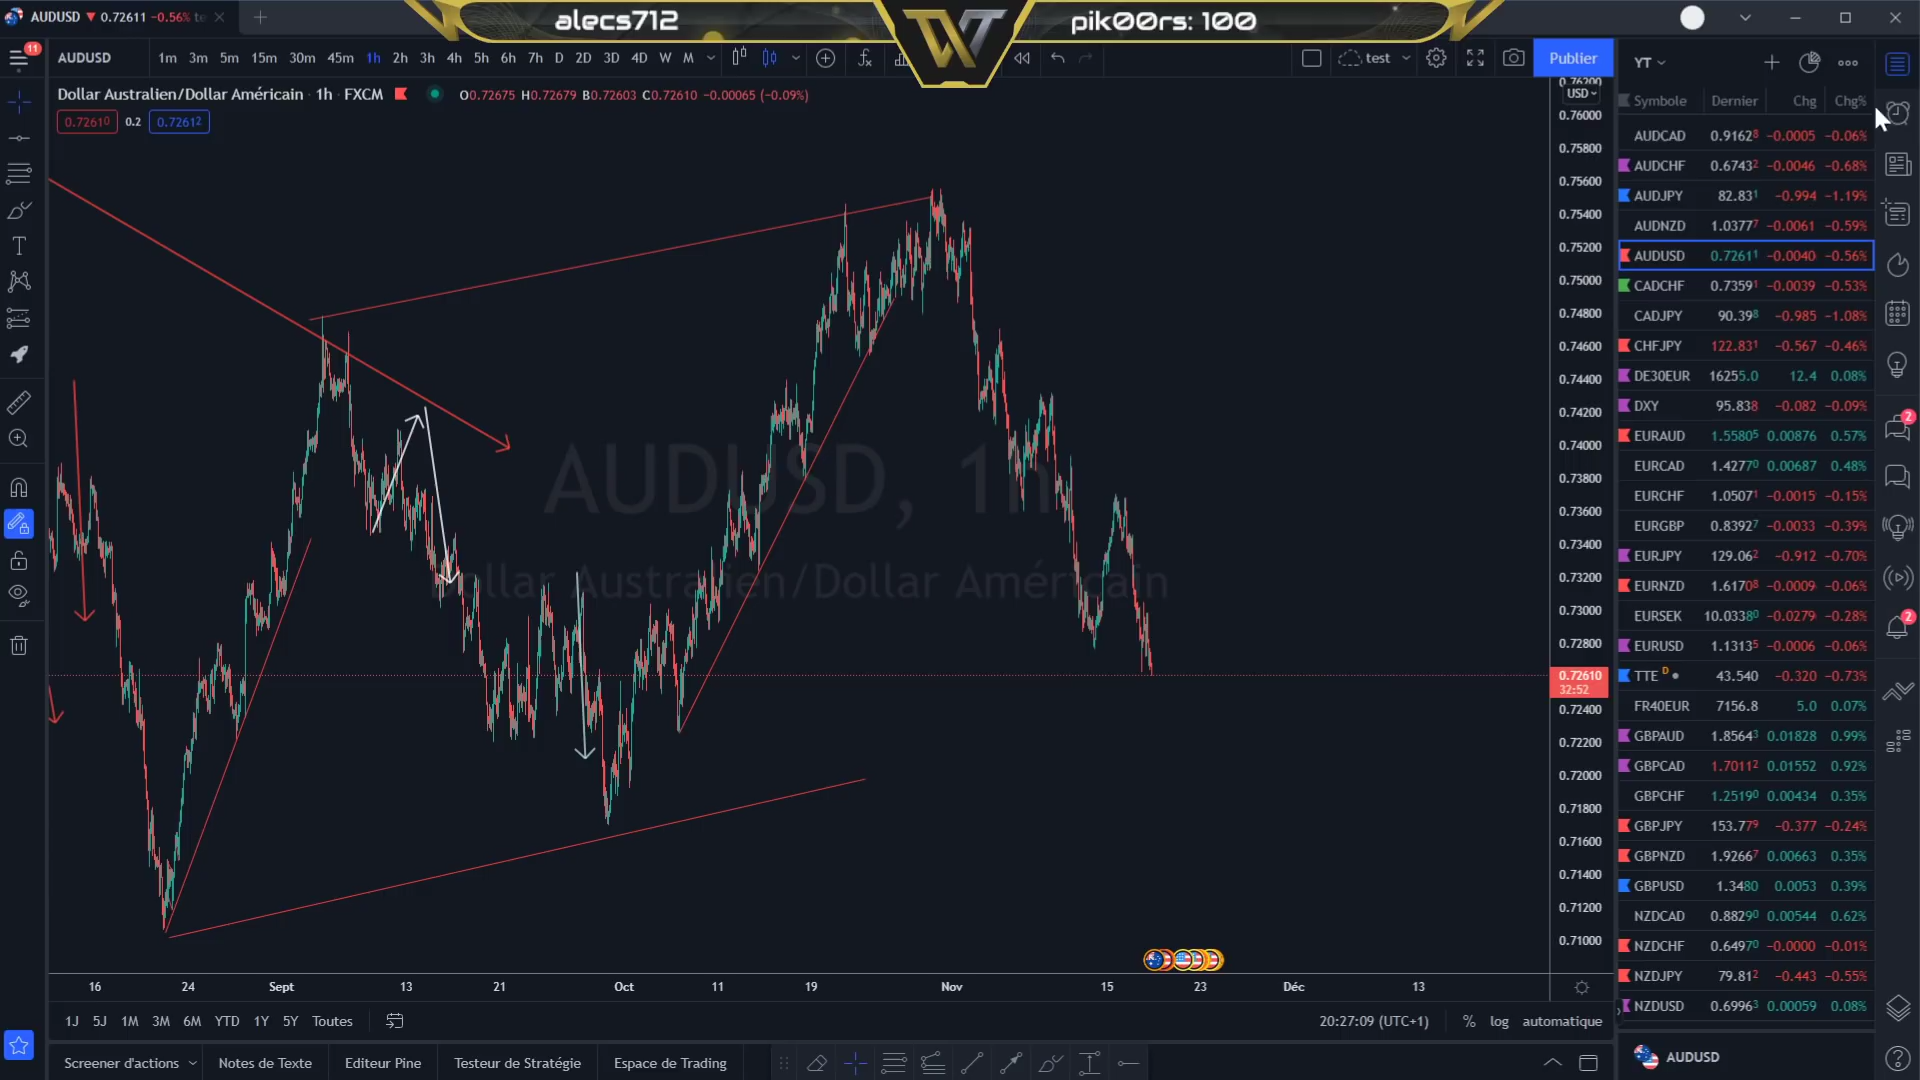 AUDUSD ▼ 0.72611 −0.56% te
alecs712
pik00rs: 100
11
AUDUSD
1m 3m 5m 15m 30m 45m 1h 2h 3h 4h 5h 6h 7h D 2D 3D 4D W M
test
Publier
YT
Dollar Australien/Dollar Américain · 1h · FXCM
O0.72675 H0.72679 B0.72603 C0.72610 −0.00065 (−0.09%)
0.72610 0.2 0.72612
AUDUSD, 1h
Dollar Australien/Dollar Américain
0.76200
USD
0.76000
0.75800
0.75600
0.75400
0.75200
0.75000
0.74800
0.74600
0.74400
0.74200
0.74000
0.73800
0.73600
0.73400
0.73200
0.73000
0.72800
0.72610
32:52
0.72400
0.72200
0.72000
0.71800
0.71600
0.71400
0.71200
0.71000
Symbole Dernier Chg Chg%
AUDCAD 0.91628 −0.0005 −0.06%
AUDCHF 0.67432 −0.0046 −0.68%
AUDJPY 82.831 −0.994 −1.19%
AUDNZD 1.03777 −0.0061 −0.59%
AUDUSD 0.72611 −0.0040 −0.56%
CADCHF 0.73591 −0.0039 −0.53%
CADJPY 90.398 −0.985 −1.08%
CHFJPY 122.831 −0.567 −0.46%
DE30EUR 16255.0 12.4 0.08%
DXY 95.838 −0.082 −0.09%
EURAUD 1.55805 0.00876 0.57%
EURCAD 1.42770 0.00687 0.48%
EURCHF 1.05071 −0.0015 −0.15%
EURGBP 0.83927 −0.0033 −0.39%
EURJPY 129.062 −0.912 −0.70%
EURNZD 1.61708 −0.0009 −0.06%
EURSEK 10.03380 −0.0279 −0.28%
EURUSD 1.13135 −0.0006 −0.06%
TTE D 43.540 −0.320 −0.73%
FR40EUR 7156.8 5.0 0.07%
GBPAUD 1.85643 0.01828 0.99%
GBPCAD 1.70112 0.01552 0.92%
GBPCHF 1.25190 0.00434 0.35%
GBPJPY 153.779 −0.377 −0.24%
GBPNZD 1.92667 0.00663 0.35%
GBPUSD 1.3480 0.0053 0.39%
NZDCAD 0.88290 0.00544 0.62%
NZDCHF 0.64970 −0.0000 −0.01%
NZDJPY 79.812 −0.443 −0.55%
NZDUSD 0.69963 0.00059 0.08%
2
2
16 24 Sept 13 21 Oct 11 19 Nov 15 23 Déc 13
1J 5J 1M 3M 6M YTD 1Y 5Y Toutes
20:27:09 (UTC+1) % log automatique
Screener d'actions Notes de Texte Editeur Pine Testeur de Stratégie Espace de Trading
AUDUSD